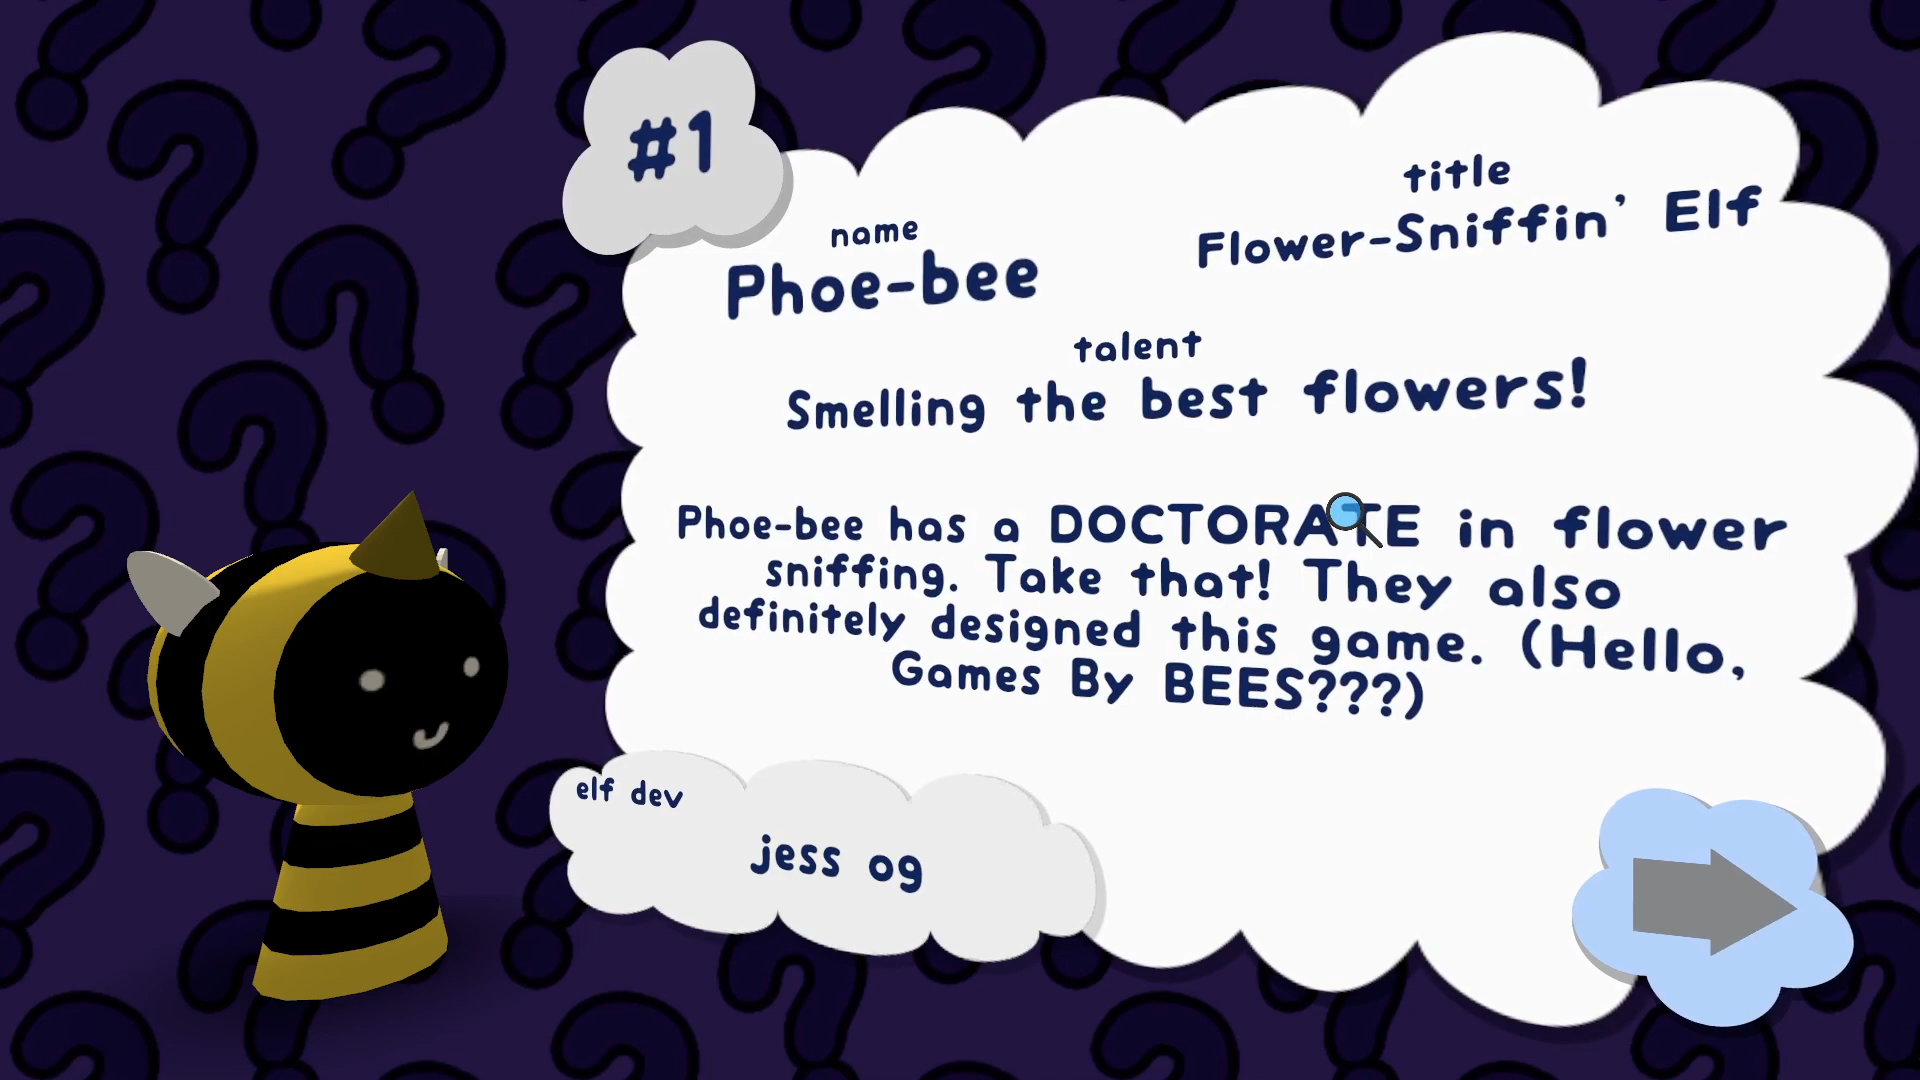 #1
name
Phoe-bee
title
Flower-Sniffin' Elf
talent
Smelling the best flowers!
Phoe-bee has a DOCTORATE in flower
sniffing. Take that! They also
definitely designed this game. (Hello,
Games By BEES???)
elf dev
jess og